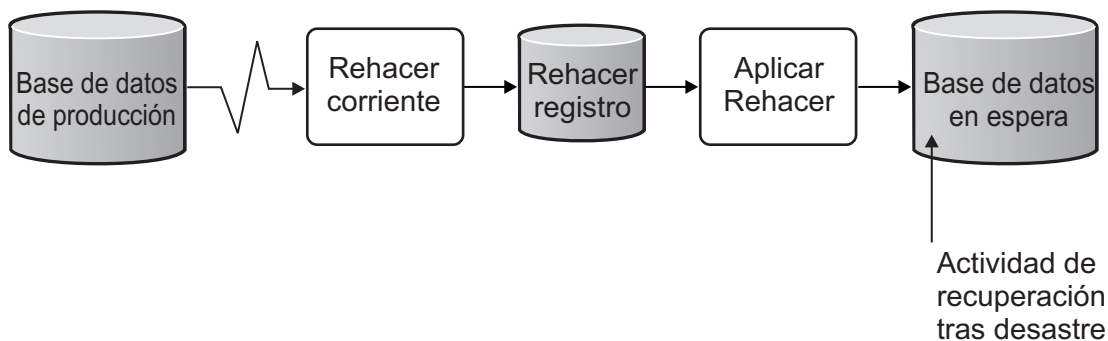 Base de datos
de producción
Rehacer
corriente
Rehacer
registro
Aplicar
Rehacer
Base de datos
en espera
Actividad de
recuperación
tras desastre